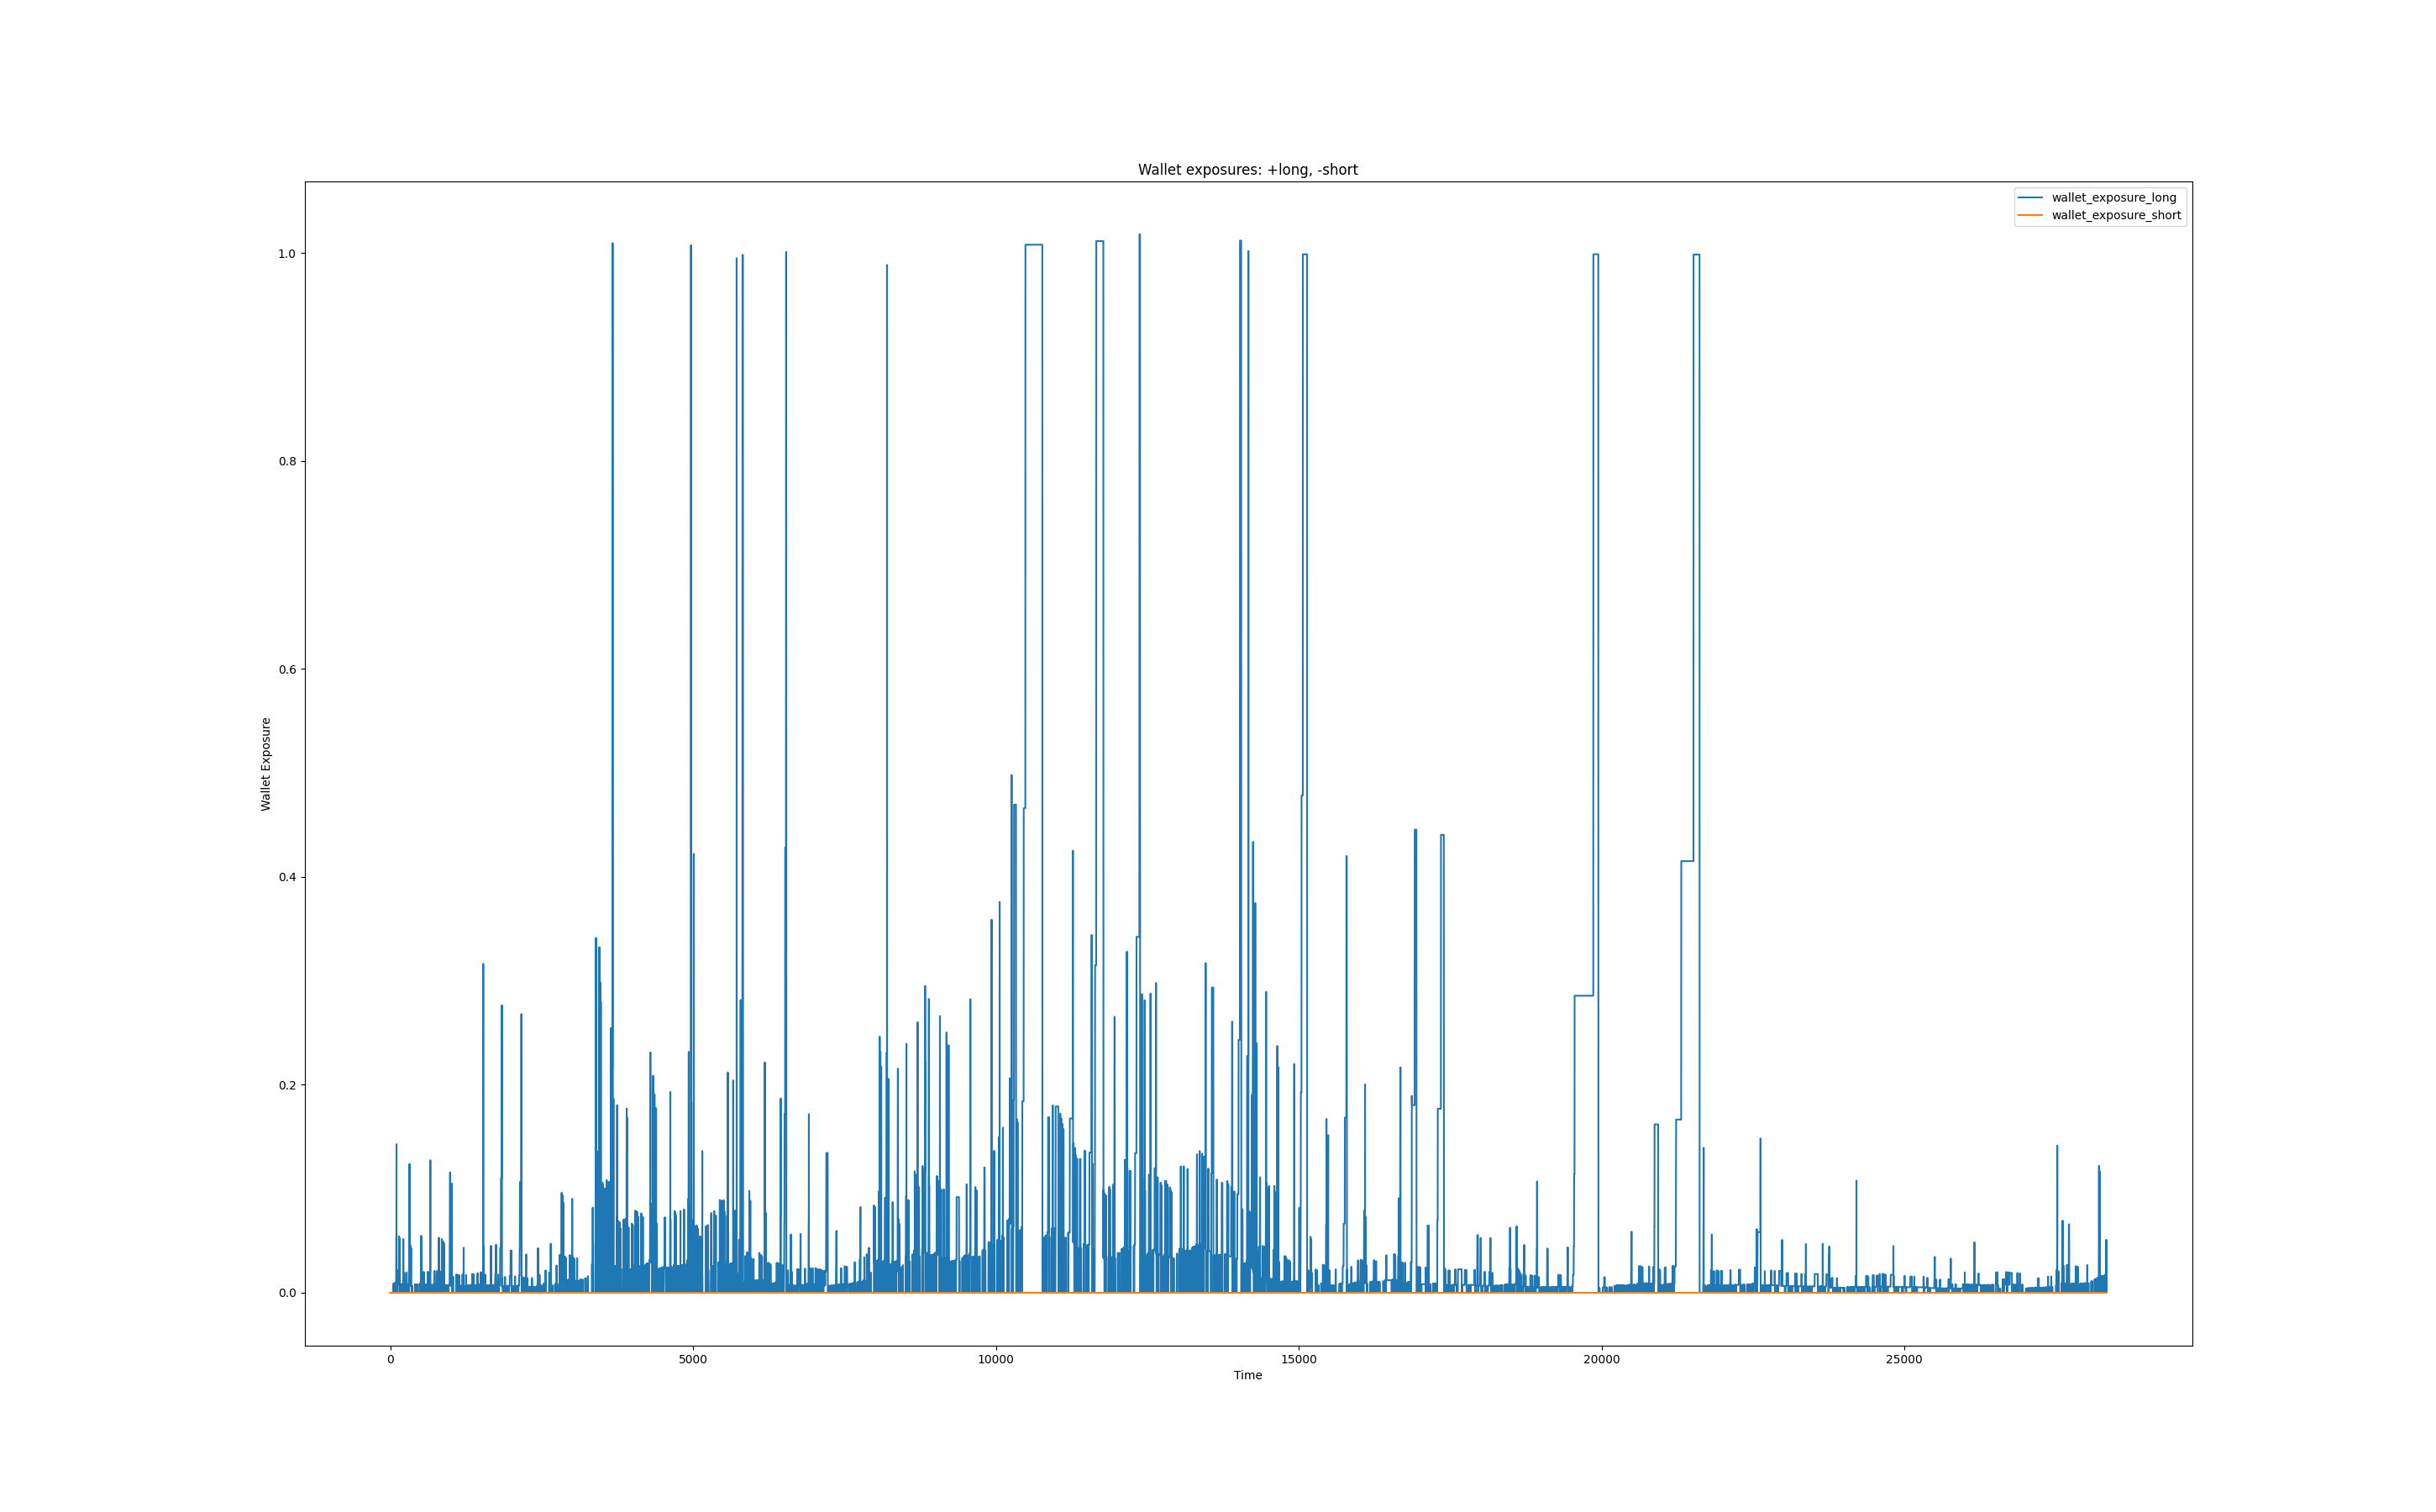 Wallet exposures: +long, -short
wallet_exposure_long
wallet_exposure_short
1.0
0.8
0.6
0.4
0.2
0.0
Wallet Exposure
0 5000 10000 15000 20000 25000
Time